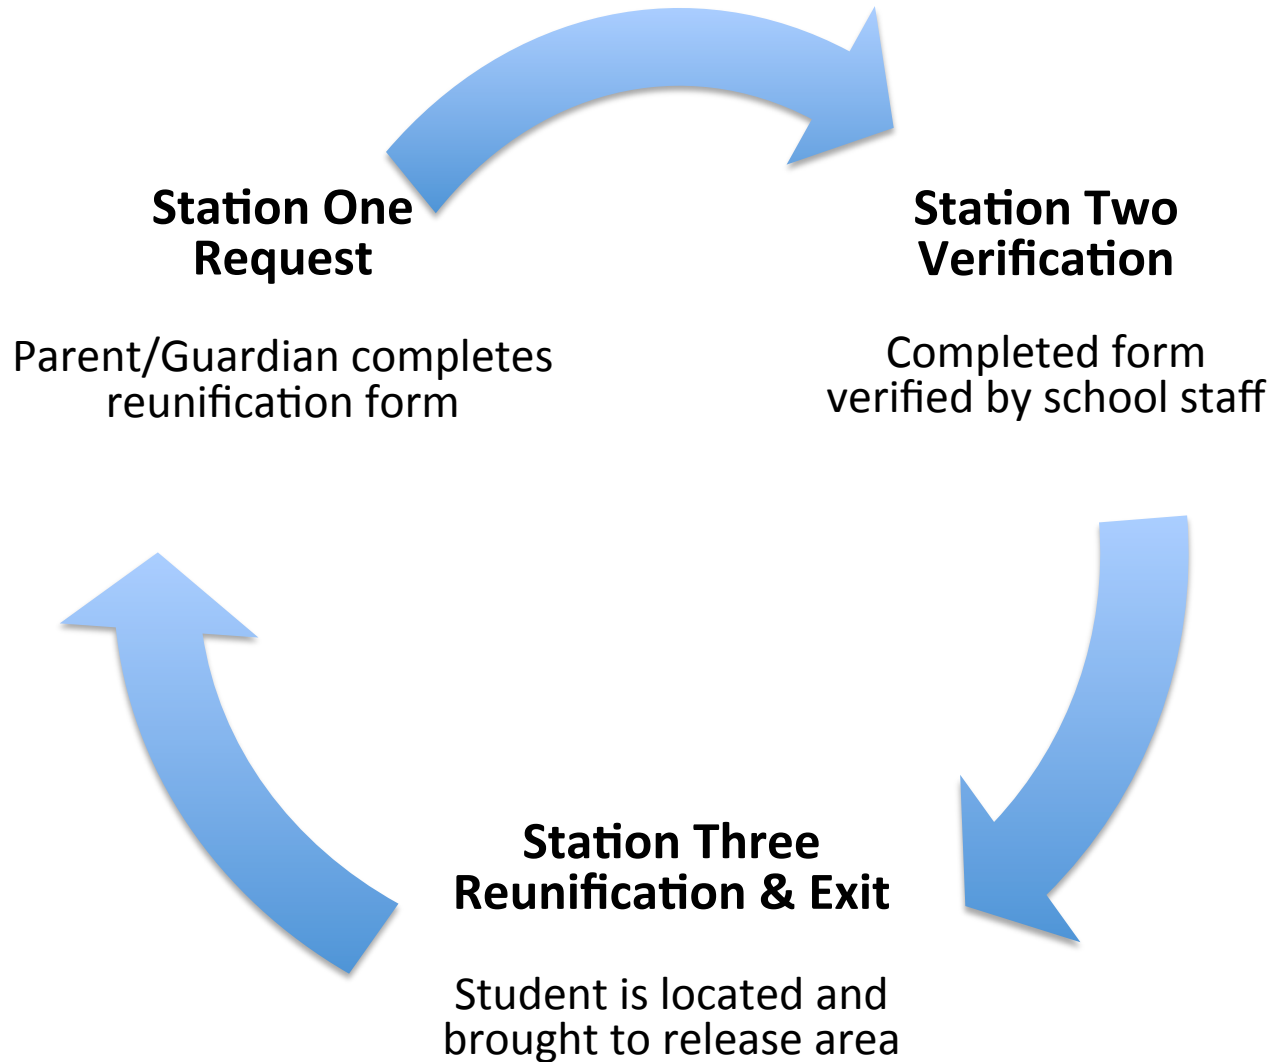 Station One
Request
Parent/Guardian completes
reunification form
Station Two
Verification
Completed form
verified by school staff
Station Three
Reunification & Exit
Student is located and
brought to release area